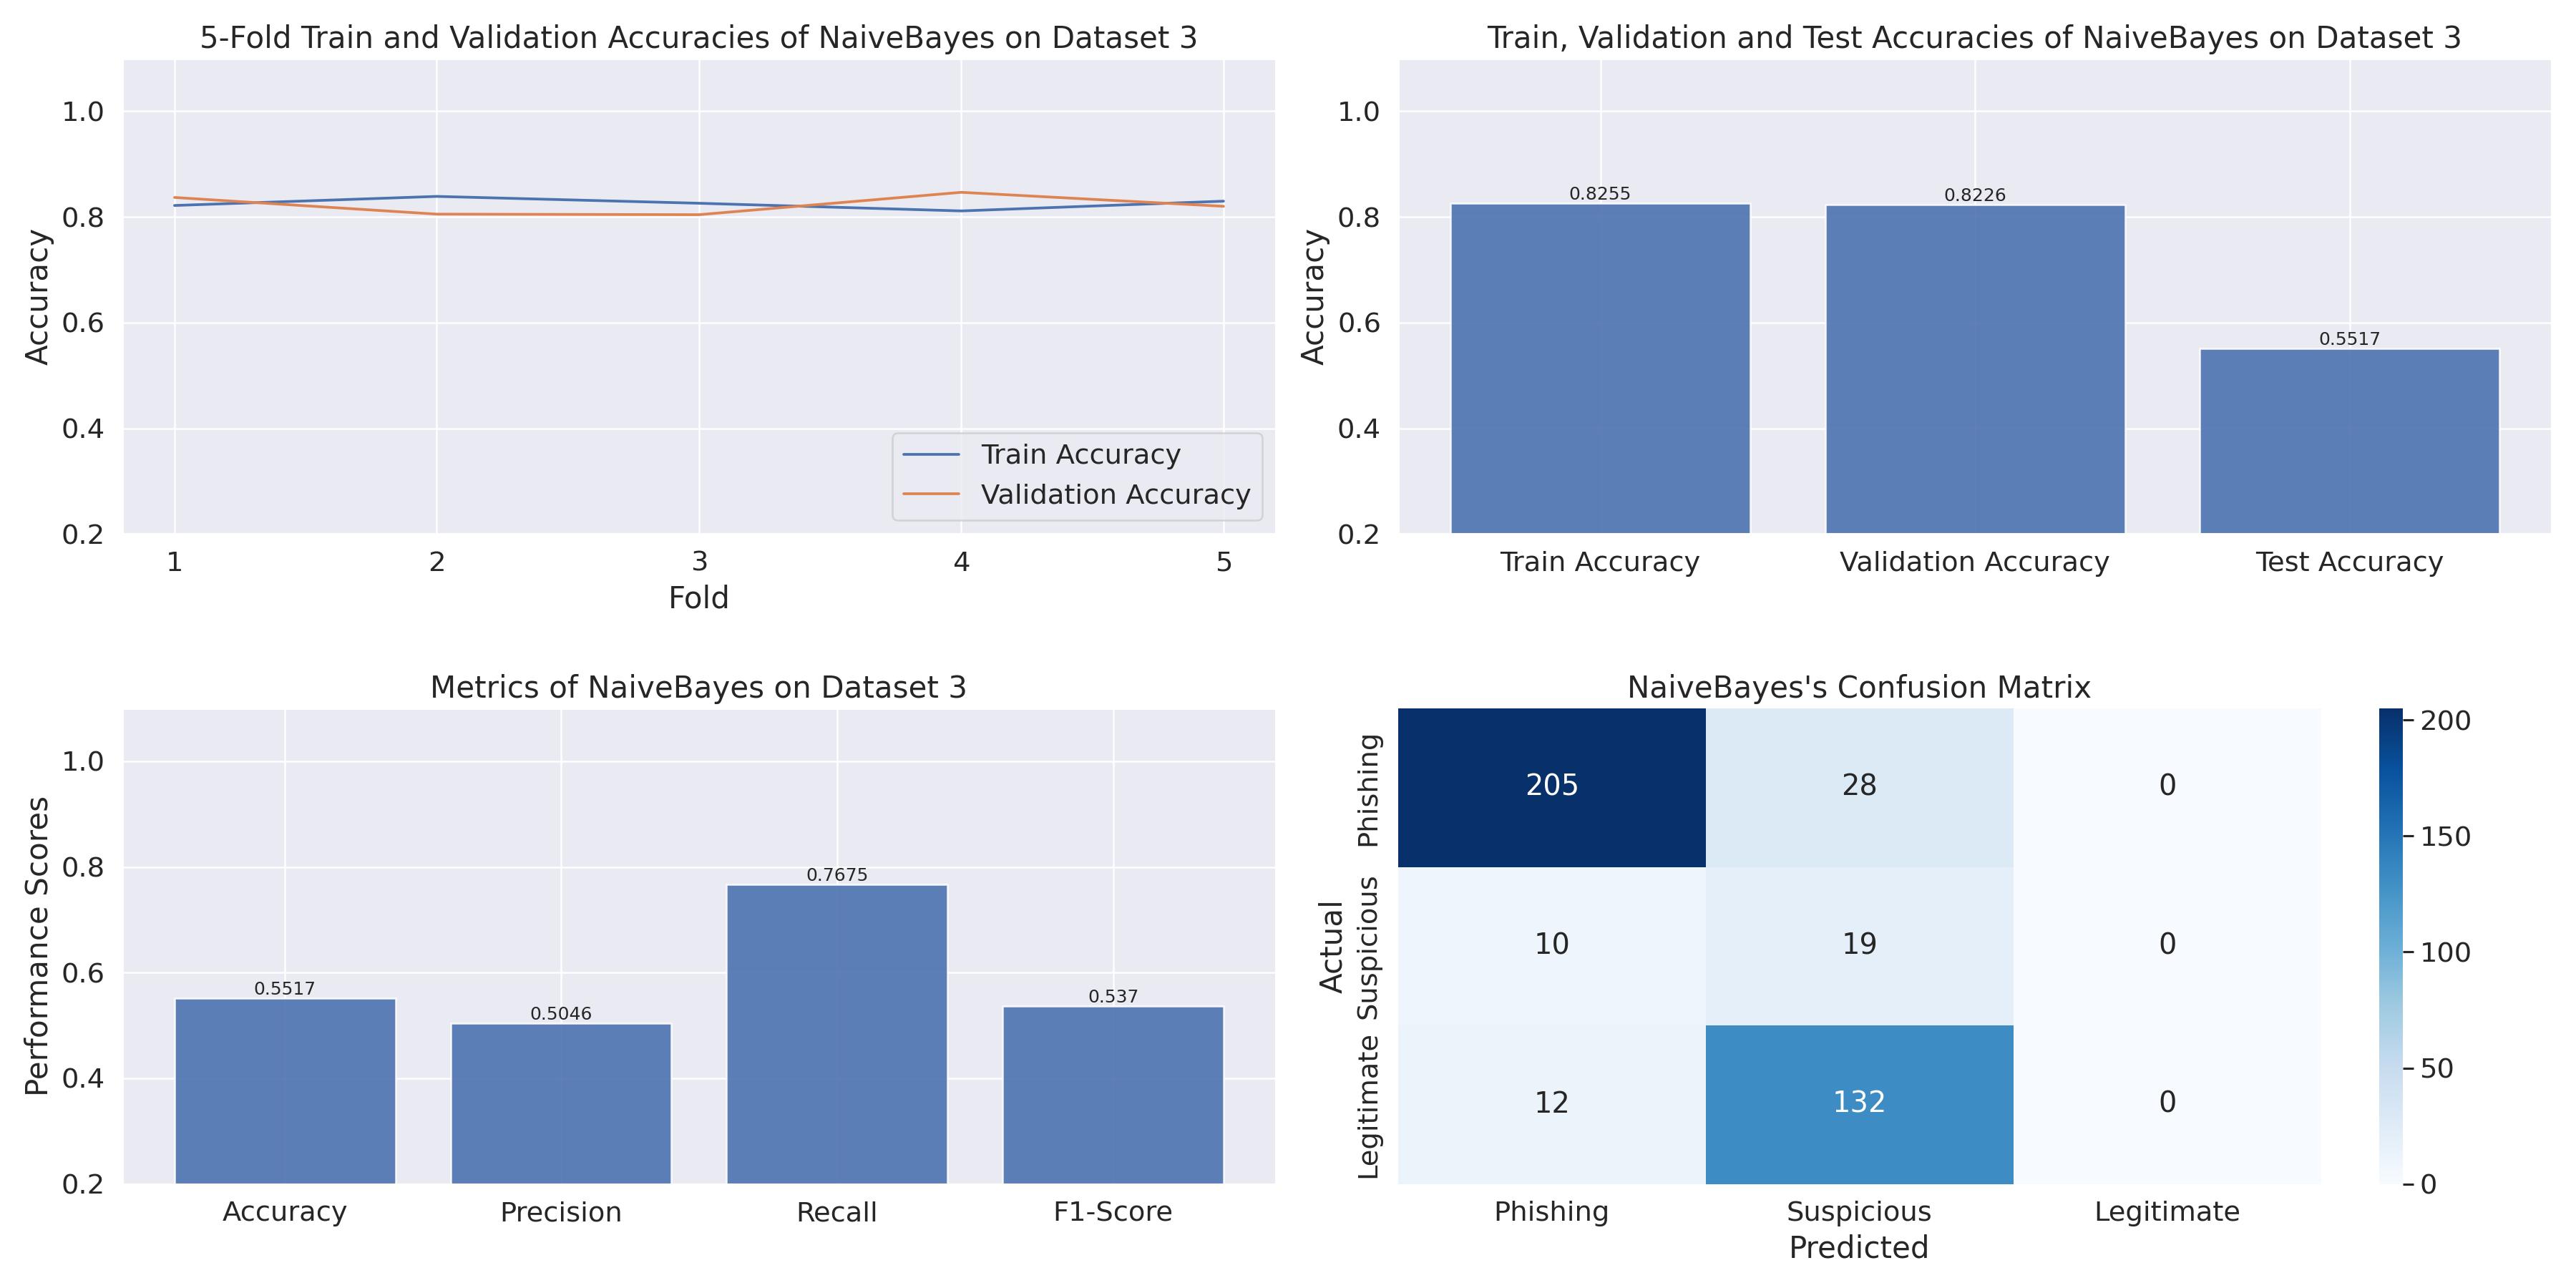 5-Fold Train and Validation Accuracies of NaiveBayes on Dataset 3
Accuracy
1.0
0.8
0.6
0.4
0.2
Train Accuracy
Validation Accuracy
1 2 3 4 5
Fold
Train, Validation and Test Accuracies of NaiveBayes on Dataset 3
Accuracy
1.0
0.8
0.6
0.4
0.2
0.8255 0.8226 0.5517
Train Accuracy Validation Accuracy Test Accuracy
Metrics of NaiveBayes on Dataset 3
Performance Scores
1.0
0.8
0.6
0.4
0.2
0.5517 0.5046 0.7675 0.537
Accuracy Precision Recall F1-Score
NaiveBayes's Confusion Matrix
Actual
Phishing 205 28 0
Suspicious 10 19 0
Legitimate 12 132 0
Phishing Suspicious Legitimate
Predicted
200
150
100
50
0